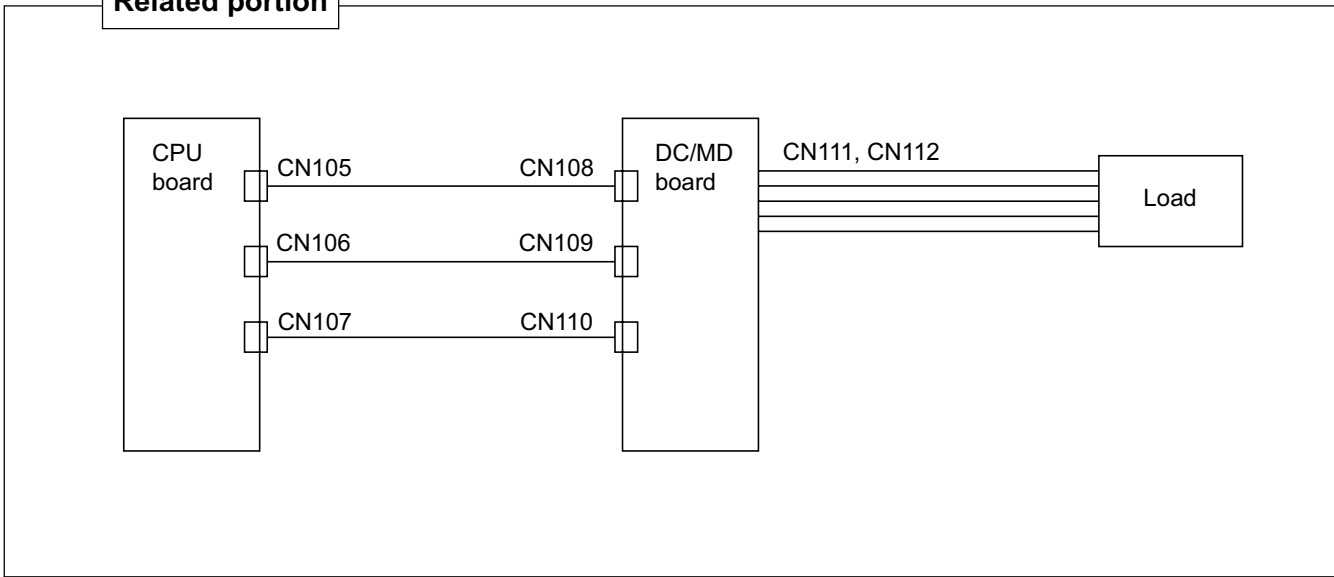 Related portion
CPU
board
CN105
CN108
DC/MD
board
CN111, CN112
Load
CN106
CN109
CN107
CN110